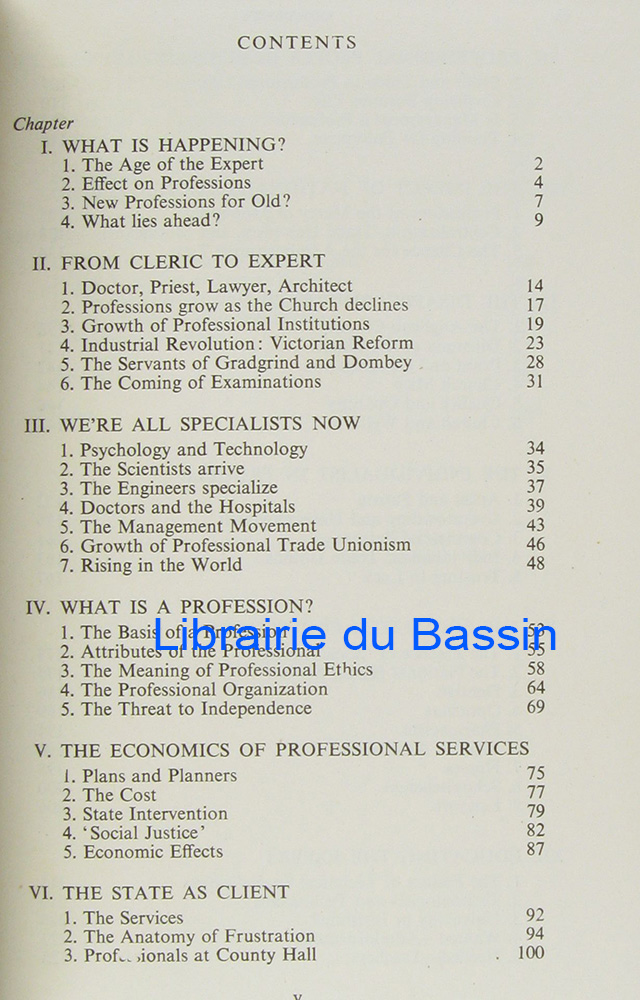 CONTENTS
Chapter
I. WHAT IS HAPPENING?
1. The Age of the Expert 2
2. Effect on Professions 4
3. New Professions for Old? 7
4. What lies ahead? 9
II. FROM CLERIC TO EXPERT
1. Doctor, Priest, Lawyer, Architect 14
2. Professions grow as the Church declines 17
3. Growth of Professional Institutions 19
4. Industrial Revolution: Victorian Reform 23
5. The Servants of Gradgrind and Dombey 28
6. The Coming of Examinations 31
III. WE'RE ALL SPECIALISTS NOW
1. Psychology and Technology 34
2. The Scientists arrive 35
3. The Engineers specialize 37
4. Doctors and the Hospitals 39
5. The Management Movement 43
6. Growth of Professional Trade Unionism 46
7. Rising in the World 48
IV. WHAT IS A PROFESSION?
1. The Basis of a Profession 53
Librairie du Bassin
2. Attributes of the Professional 55
3. The Meaning of Professional Ethics 58
4. The Professional Organization 64
5. The Threat to Independence 69
V. THE ECONOMICS OF PROFESSIONAL SERVICES
1. Plans and Planners 75
2. The Cost 77
3. State Intervention 79
4. 'Social Justice' 82
5. Economic Effects 87
VI. THE STATE AS CLIENT
1. The Services 92
2. The Anatomy of Frustration 94
3. Professionals at County Hall 100
v